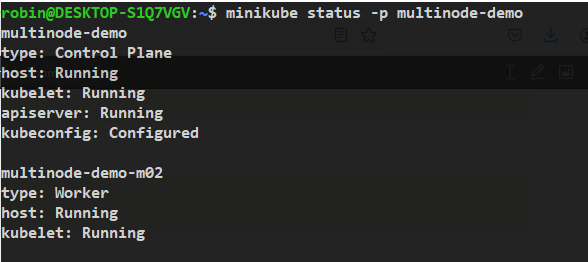 robin@DESKTOP-S1Q7VGV:~$ minikube status -p multinode-demo
multinode-demo
type: Control Plane
host: Running
kubelet: Running
apiserver: Running
kubeconfig: Configured
multinode-demo-m02
type: Worker
host: Running
kubelet: Running